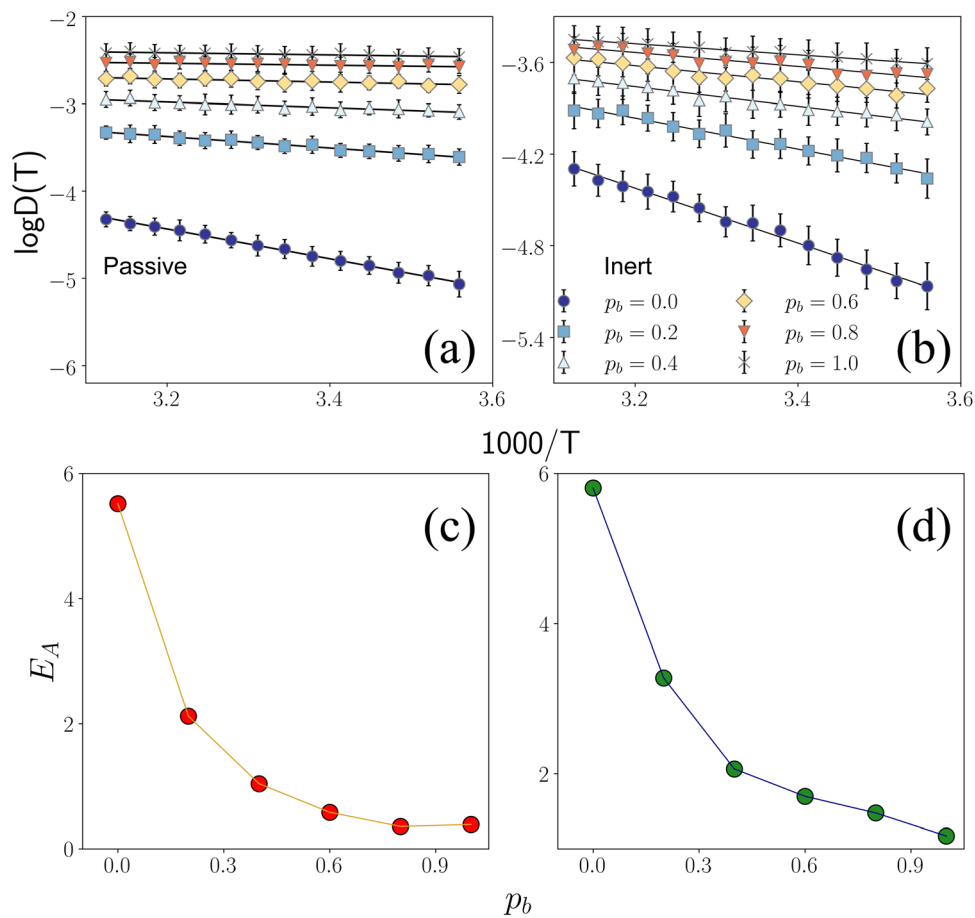 −2
−3
−4
−5
−6
logD(T)
Passive
(a)
3.2
3.4
3.6
−3.6
−4.2
−4.8
−5.4
Inert
p_b = 0.0
p_b = 0.2
p_b = 0.4
p_b = 0.6
p_b = 0.8
p_b = 1.0
(b)
3.2
3.4
3.6
1000/T
6
4
2
0
E_A
(c)
0.0
0.3
0.6
0.9
6
4
2
(d)
0.0
0.3
0.6
0.9
p_b